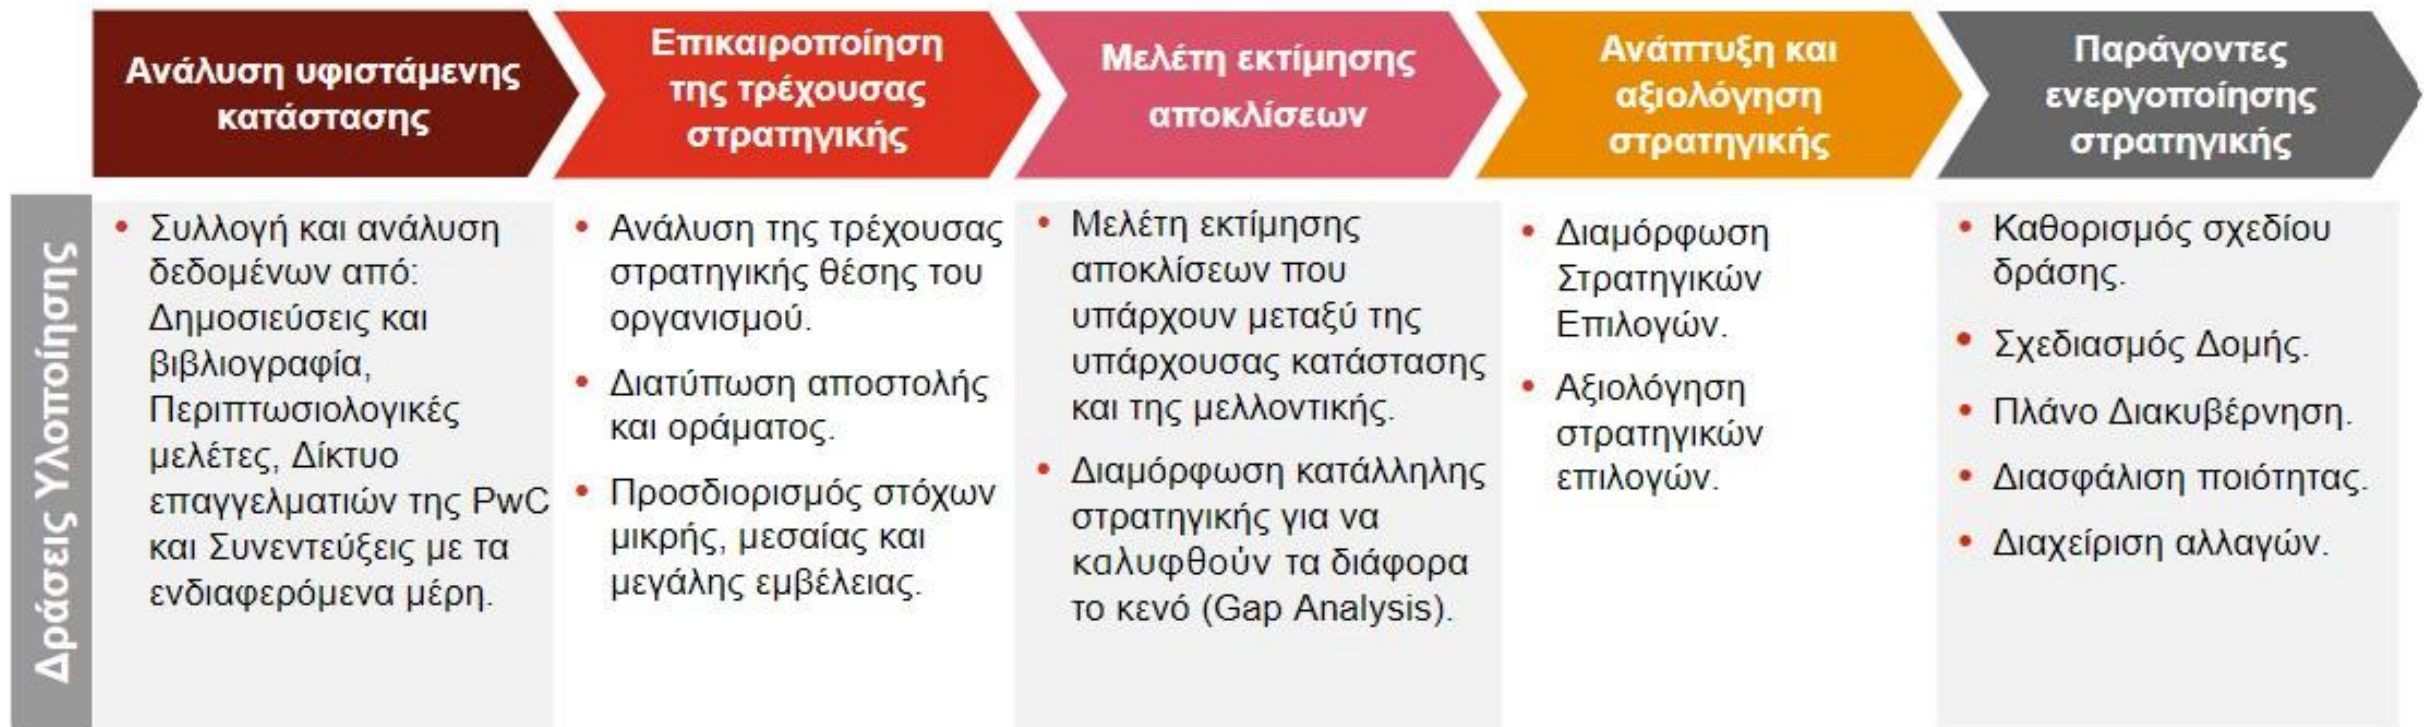 Ανάλυση υφιστάμενης
κατάστασης
Επικαιροποίηση
της τρέχουσας
στρατηγικής
Μελέτη εκτίμησης
αποκλίσεων
Ανάπτυξη και
αξιολόγηση
στρατηγικής
Παράγοντες
ενεργοποίησης
στρατηγικής
Δράσεις Υλοποίησης
• Συλλογή και ανάλυση
δεδομένων από:
Δημοσιεύσεις και
βιβλιογραφία,
Περιπτωσιολογικές
μελέτες, Δίκτυο
επαγγελματιών της PwC
και Συνεντεύξεις με τα
ενδιαφερόμενα μέρη.
• Ανάλυση της τρέχουσας
στρατηγικής θέσης του
οργανισμού.
• Διατύπωση αποστολής
και οράματος.
• Προσδιορισμός στόχων
μικρής, μεσαίας και
μεγάλης εμβέλειας.
• Μελέτη εκτίμησης
αποκλίσεων που
υπάρχουν μεταξύ της
υπάρχουσας κατάστασης
και της μελλοντικής.
• Διαμόρφωση κατάλληλης
στρατηγικής για να
καλυφθούν τα διάφορα
το κενό (Gap Analysis).
• Διαμόρφωση
Στρατηγικών
Επιλογών.
• Αξιολόγηση
στρατηγικών
επιλογών.
• Καθορισμός σχεδίου
δράσης.
• Σχεδιασμός Δομής.
• Πλάνο Διακυβέρνηση.
• Διασφάλιση ποιότητας.
• Διαχείριση αλλαγών.